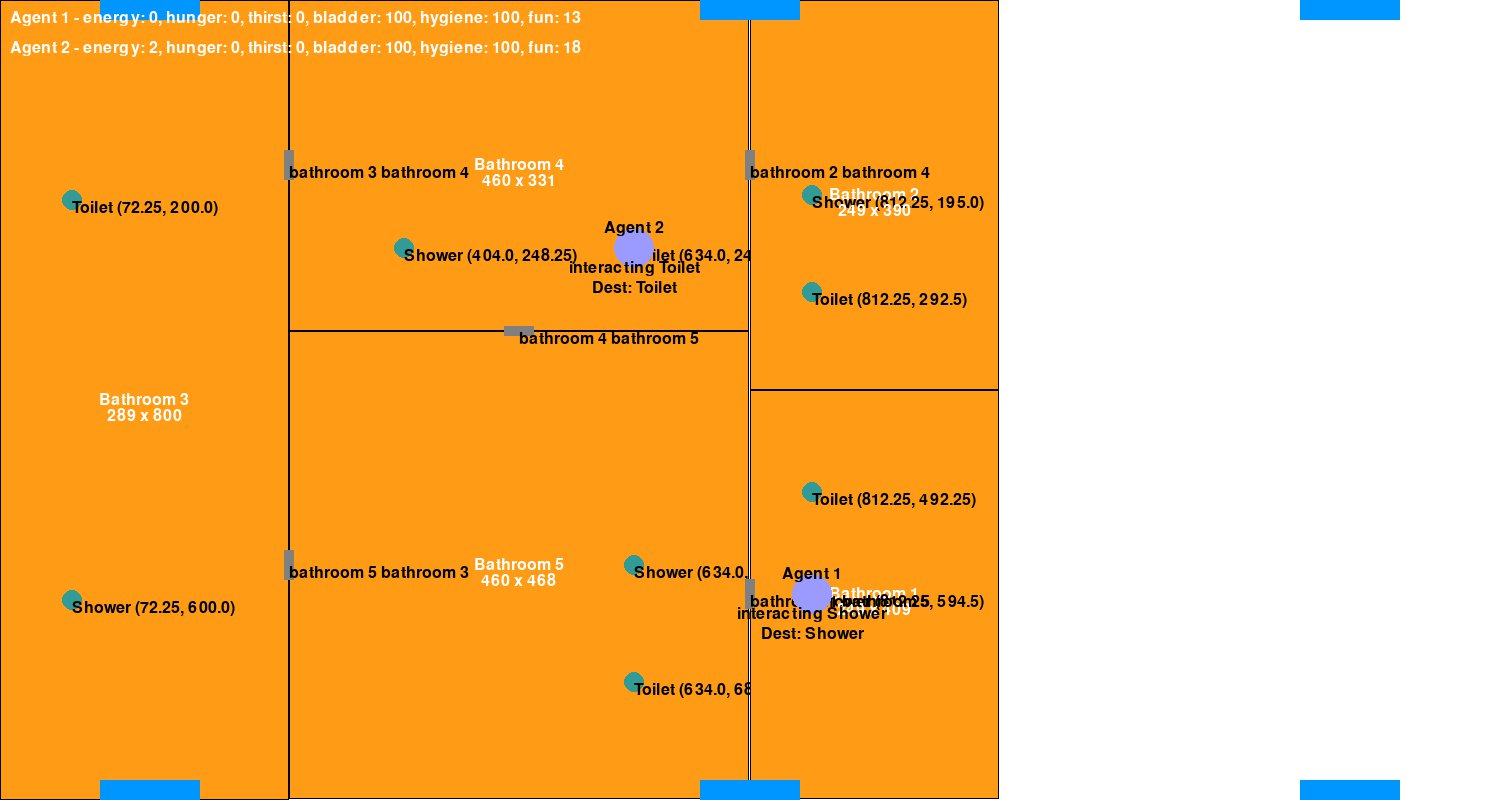 Agent 1 - energy: 0, hunger: 0, thirst: 0, bladder: 100, hygiene: 100, fun: 13
Agent 2 - energy: 2, hunger: 0, thirst: 0, bladder: 100, hygiene: 100, fun: 18
bathroom 3 bathroom 4
Bathroom 4
460 x 331
bathroom 2 bathroom 4
Bathroom 2
249 x 390
Shower (812.25, 195.0)
Toilet (72.25, 200.0)
Agent 2
Shower (404.0, 248.25)
ilet (634.0, 24
interacting Toilet
Dest: Toilet
Toilet (812.25, 292.5)
bathroom 4 bathroom 5
Bathroom 3
289 x 800
Toilet (812.25, 492.25)
bathroom 5 bathroom 3
Bathroom 5
460 x 468
Shower (634.0,
Agent 1
Bathroom 1
Shower (72.25, 600.0)
594.5)
interacting Shower
Dest: Shower
Toilet (634.0, 68